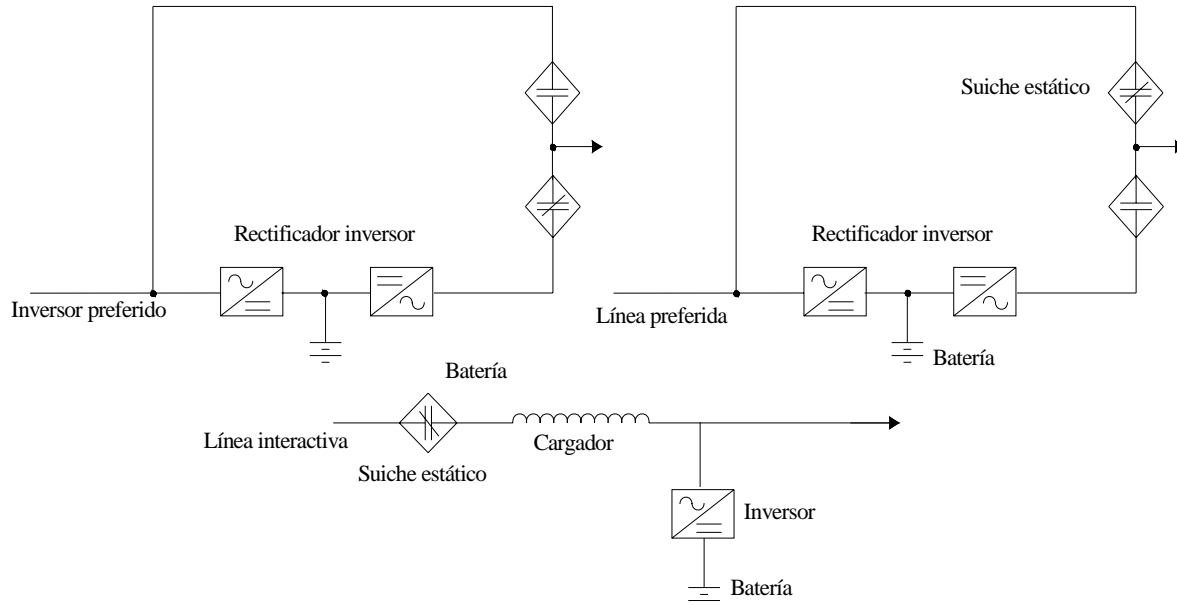 Suiche estático
Rectificador inversor
Rectificador inversor
Inversor preferido
Línea preferida
Batería
Batería
Línea interactiva
Cargador
Suiche estático
Inversor
Batería